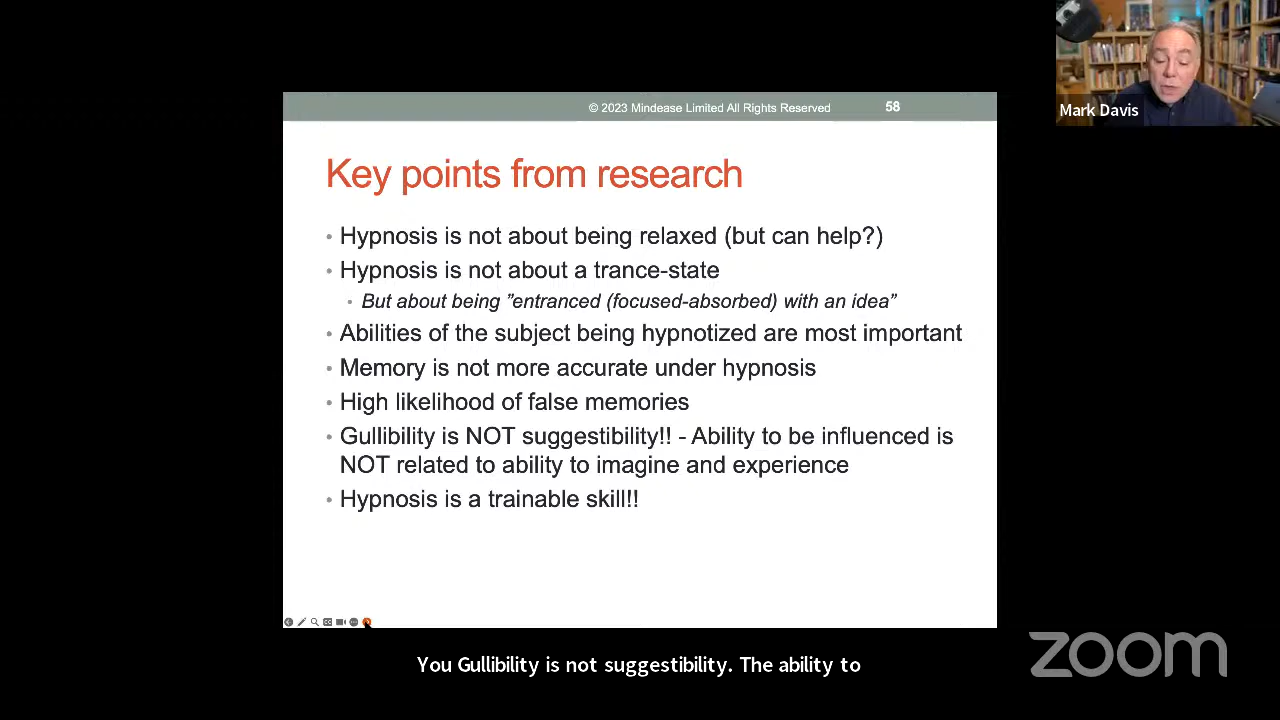 © 2023 Mindease Limited All Rights Reserved 58
Mark Davis
Key points from research
• Hypnosis is not about being relaxed (but can help?)
• Hypnosis is not about a trance-state
• But about being ”entranced (focused-absorbed) with an idea”
• Abilities of the subject being hypnotized are most important
• Memory is not more accurate under hypnosis
• High likelihood of false memories
• Gullibility is NOT suggestibility!! - Ability to be influenced is
NOT related to ability to imagine and experience
• Hypnosis is a trainable skill!!
You Gullibility is not suggestibility. The ability to
zoom